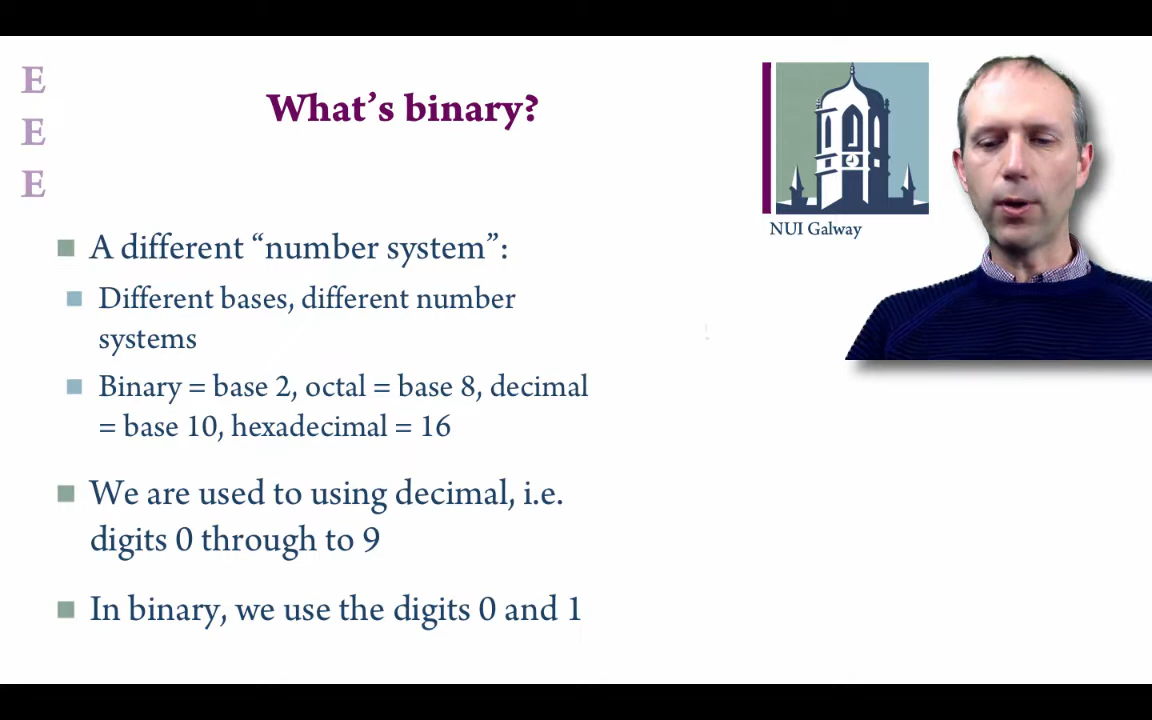 E
E
E
What's binary?
NUI Galway
A different “number system”:
Different bases, different number
systems
Binary = base 2, octal = base 8, decimal
= base 10, hexadecimal = 16
We are used to using decimal, i.e.
digits 0 through to 9
In binary, we use the digits 0 and 1